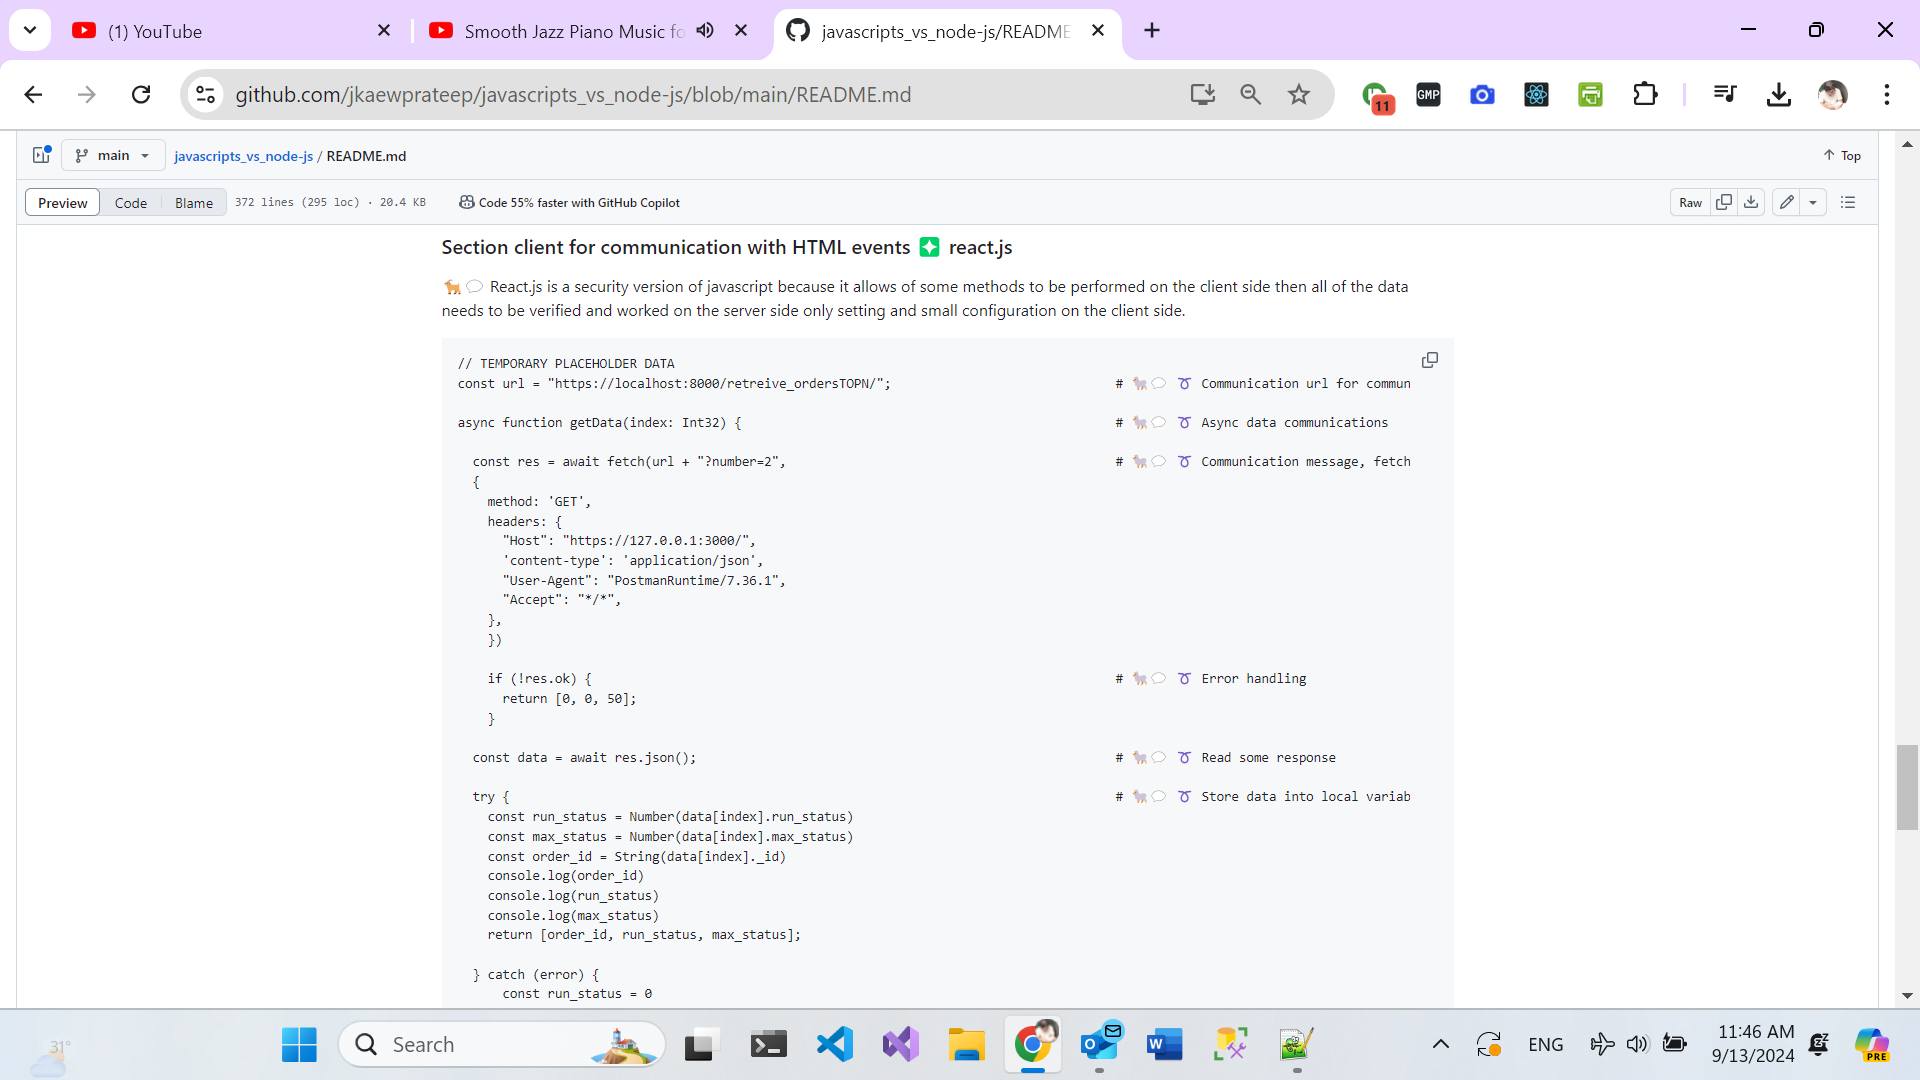 (1) YouTube
Smooth Jazz Piano Music fo
javascripts_vs_node-js/README
github.com/jkaewprateep/javascripts_vs_node-js/blob/main/README.md
11
GMP
main
javascripts_vs_node-js / README.md
Top
Preview Code Blame 372 lines (295 loc) · 20.4 KB Code 55% faster with GitHub Copilot Raw
Section client for communication with HTML events ❇️ react.js
🐐💬 React.js is a security version of javascript because it allows of some methods to be performed on the client side then all of the data
needs to be verified and worked on the server side only setting and small configuration on the client side.
// TEMPORARY PLACEHOLDER DATA
const url = "https://localhost:8000/retreive_ordersTOPN/"; # 🐐💬 ➰ Communication url for commun
async function getData(index: Int32) { # 🐐💬 ➰ Async data communications
const res = await fetch(url + "?number=2", # 🐐💬 ➰ Communication message, fetch
{
method: 'GET',
headers: {
"Host": "https://127.0.0.1:3000/",
'content-type': 'application/json',
"User-Agent": "PostmanRuntime/7.36.1",
"Accept": "*/*",
},
})
if (!res.ok) { # 🐐💬 ➰ Error handling
return [0, 0, 50];
}
const data = await res.json(); # 🐐💬 ➰ Read some response
try { # 🐐💬 ➰ Store data into local variab
const run_status = Number(data[index].run_status)
const max_status = Number(data[index].max_status)
const order_id = String(data[index]._id)
console.log(order_id)
console.log(run_status)
console.log(max_status)
return [order_id, run_status, max_status];
} catch (error) {
const run_status = 0
31°
Search
ENG
11:46 AM
9/13/2024
PRE